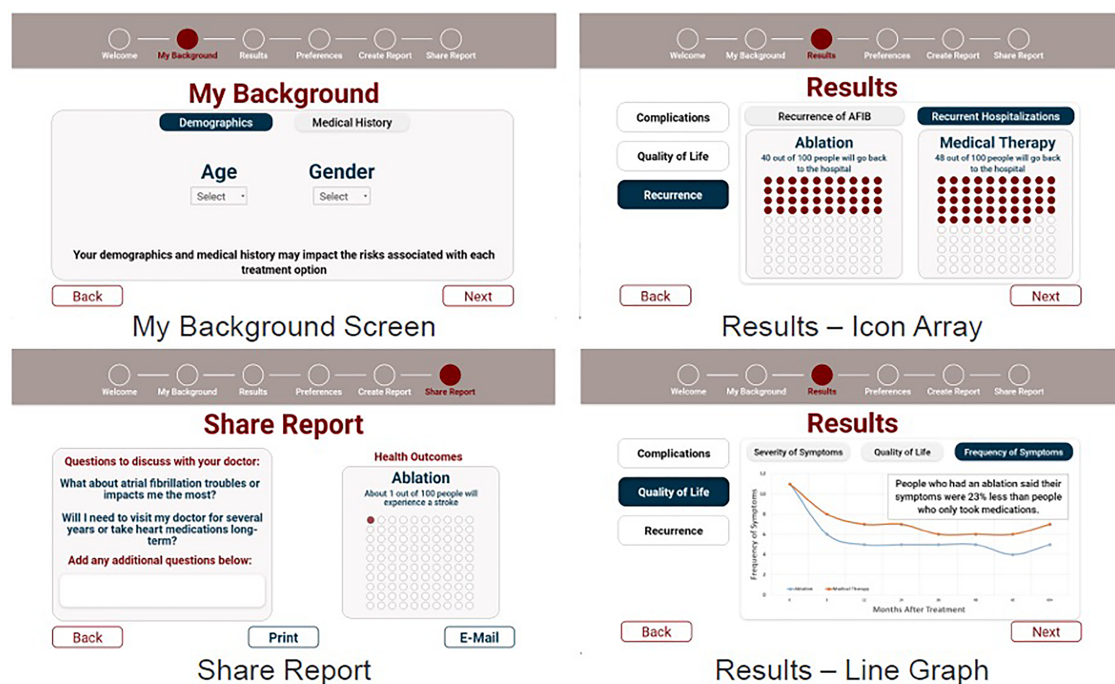 Welcome My Background Results Preferences Create Report Share Report
My Background
Demographics Medical History
Age Gender
Select Select
Your demographics and medical history may impact the risks associated with each
treatment option
Back Next
My Background Screen
Welcome My Background Results Preferences Create Report Share Report
Results
Complications
Quality of Life
Recurrence
Recurrence of AFIB Recurrent Hospitalizations
Ablation
40 out of 100 people will go back
to the hospital
Medical Therapy
48 out of 100 people will go back
to the hospital
Back Next
Results – Icon Array
Welcome My Background Results Preferences Create Report Share Report
Share Report
Questions to discuss with your doctor:
What about atrial fibrillation troubles or
impacts me the most?
Will I need to visit my doctor for several
years or take heart medications long-
term?
Add any additional questions below:
Health Outcomes
Ablation
About 1 out of 100 people will
experience a stroke
Back Print E-Mail
Share Report
Welcome My Background Results Preferences Create Report Share Report
Results
Complications
Quality of Life
Recurrence
Severity of Symptoms Quality of Life Frequency of Symptoms
People who had an ablation said their
symptoms were 23% less than people
who only took medications.
Frequency of Symptoms
12
10
8
6
4
2
0
Ablation Medical Therapy
Months After Treatment
Back Next
Results – Line Graph